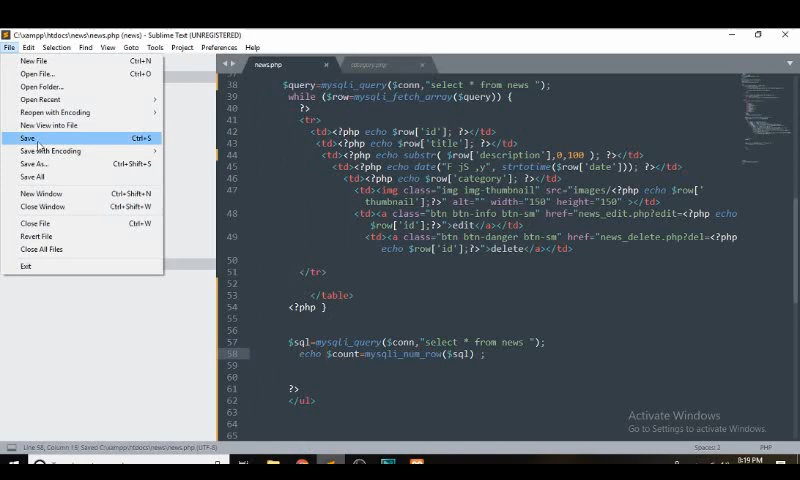 C:\xampp\htdocs\news\news.php (news) - Sublime Text (UNREGISTERED)
File Edit Selection Find View Goto Tools Project Preferences Help
New File Ctrl+N
Open File... Ctrl+O
Open Folder...
Open Recent
Reopen with Encoding
New View into File
Save Ctrl+S
Save with Encoding
Save As... Ctrl+Shift+S
Save All
New Window Ctrl+Shift+N
Close Window Ctrl+Shift+W
Close File Ctrl+W
Revert File
Close All Files
Exit
news.php category.php
38 $query=mysqli_query($conn,"select * from news ");
39 while ($row=mysqli_fetch_array($query)) {
40 ?>
41 <tr>
42 <td><?php echo $row['id']; ?></td>
43 <td><?php echo $row['title']; ?></td>
44 <td><?php echo substr( $row['description'],0,100 ); ?></td>
45 <td><?php echo date("F jS ,y", strtotime($row['date'])); ?></td>
46 <td><?php echo $row['category']; ?></td>
47 <td><img class="img img-thumbnail" src="images/<?php echo $row['
thumbnail'];?>" alt="" width="150" height="150" ></td>
48 <td><a class="btn btn-info btn-sm" href="news_edit.php?edit=<?php echo
$row['id'];?>">edit</a></td>
49 <td><a class="btn btn-danger btn-sm" href="news_delete.php?del=<?php
echo $row['id'];?>">delete</a></td>
50
51 </tr>
52
53 </table>
54 <?php }
55
56
57 $sql=mysqli_query($conn,"select * from news ");
58 echo $count=mysqli_num_row($sql) ;
59
60
61 ?>
62 </ul>
63
64
65
Activate Windows
Go to Settings to activate Windows.
Line 58, Column 19; Saved C:\xampp\htdocs\news\news.php (UTF-8) Spaces: 2 PHP
8:19 PM